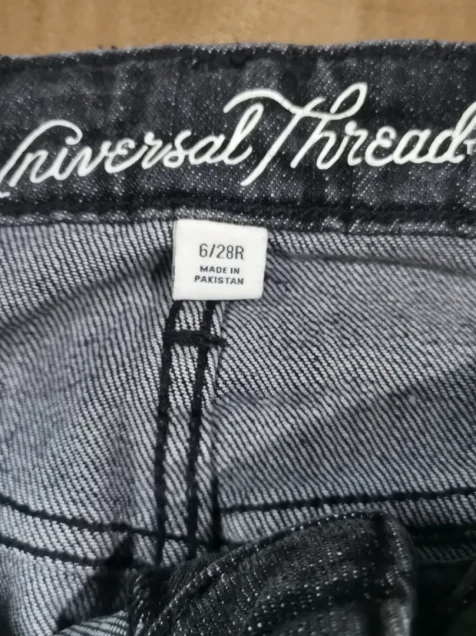 Universal Thread
6/28R
MADE IN
PAKISTAN